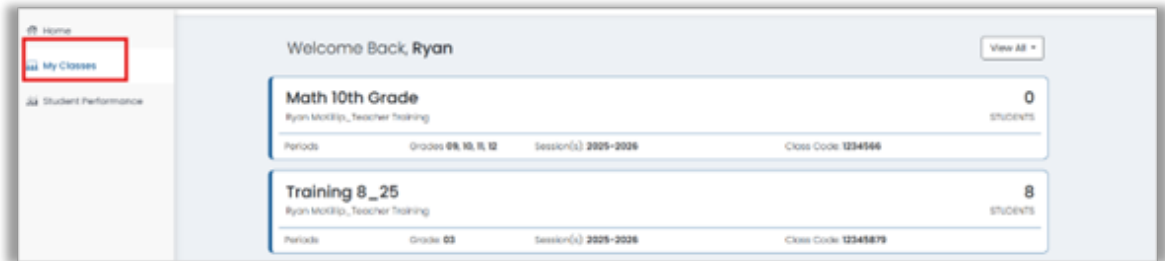 Home
My Classes
Student Performance
Welcome Back, Ryan
View All
Math 10th Grade
0
Ryan McKillip_Teacher Training
STUDENTS
Periods Grades 09, 10, 11, 12 Session(s) 2025-2026 Class Code 1234566
Training 8_25
8
Ryan McKillip_Teacher Training
STUDENTS
Periods Grade 03 Session(s) 2025-2026 Class Code 12345879